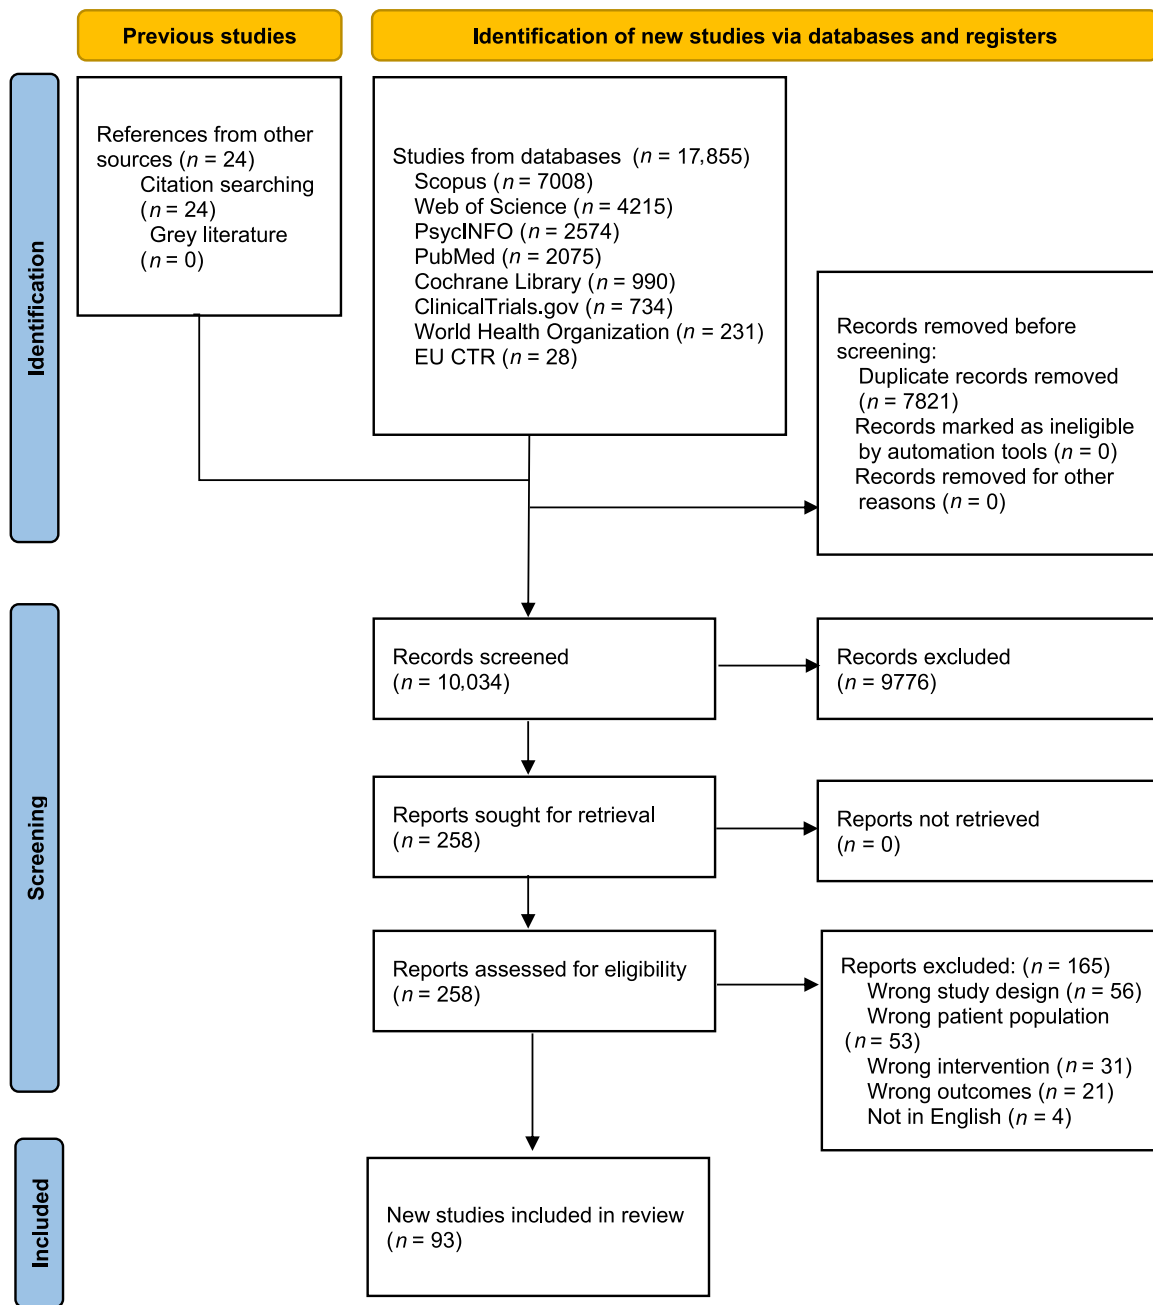 Previous studies
Identification of new studies via databases and registers
Identification
References from other
sources (n = 24)
Citation searching
(n = 24)
Grey literature
(n = 0)
Studies from databases (n = 17,855)
Scopus (n = 7008)
Web of Science (n = 4215)
PsycINFO (n = 2574)
PubMed (n = 2075)
Cochrane Library (n = 990)
ClinicalTrials.gov (n = 734)
World Health Organization (n = 231)
EU CTR (n = 28)
Records removed before
screening:
Duplicate records removed
(n = 7821)
Records marked as ineligible
by automation tools (n = 0)
Records removed for other
reasons (n = 0)
Screening
Records screened
(n = 10,034)
Records excluded
(n = 9776)
Reports sought for retrieval
(n = 258)
Reports not retrieved
(n = 0)
Reports assessed for eligibility
(n = 258)
Reports excluded: (n = 165)
Wrong study design (n = 56)
Wrong patient population
(n = 53)
Wrong intervention (n = 31)
Wrong outcomes (n = 21)
Not in English (n = 4)
Included
New studies included in review
(n = 93)